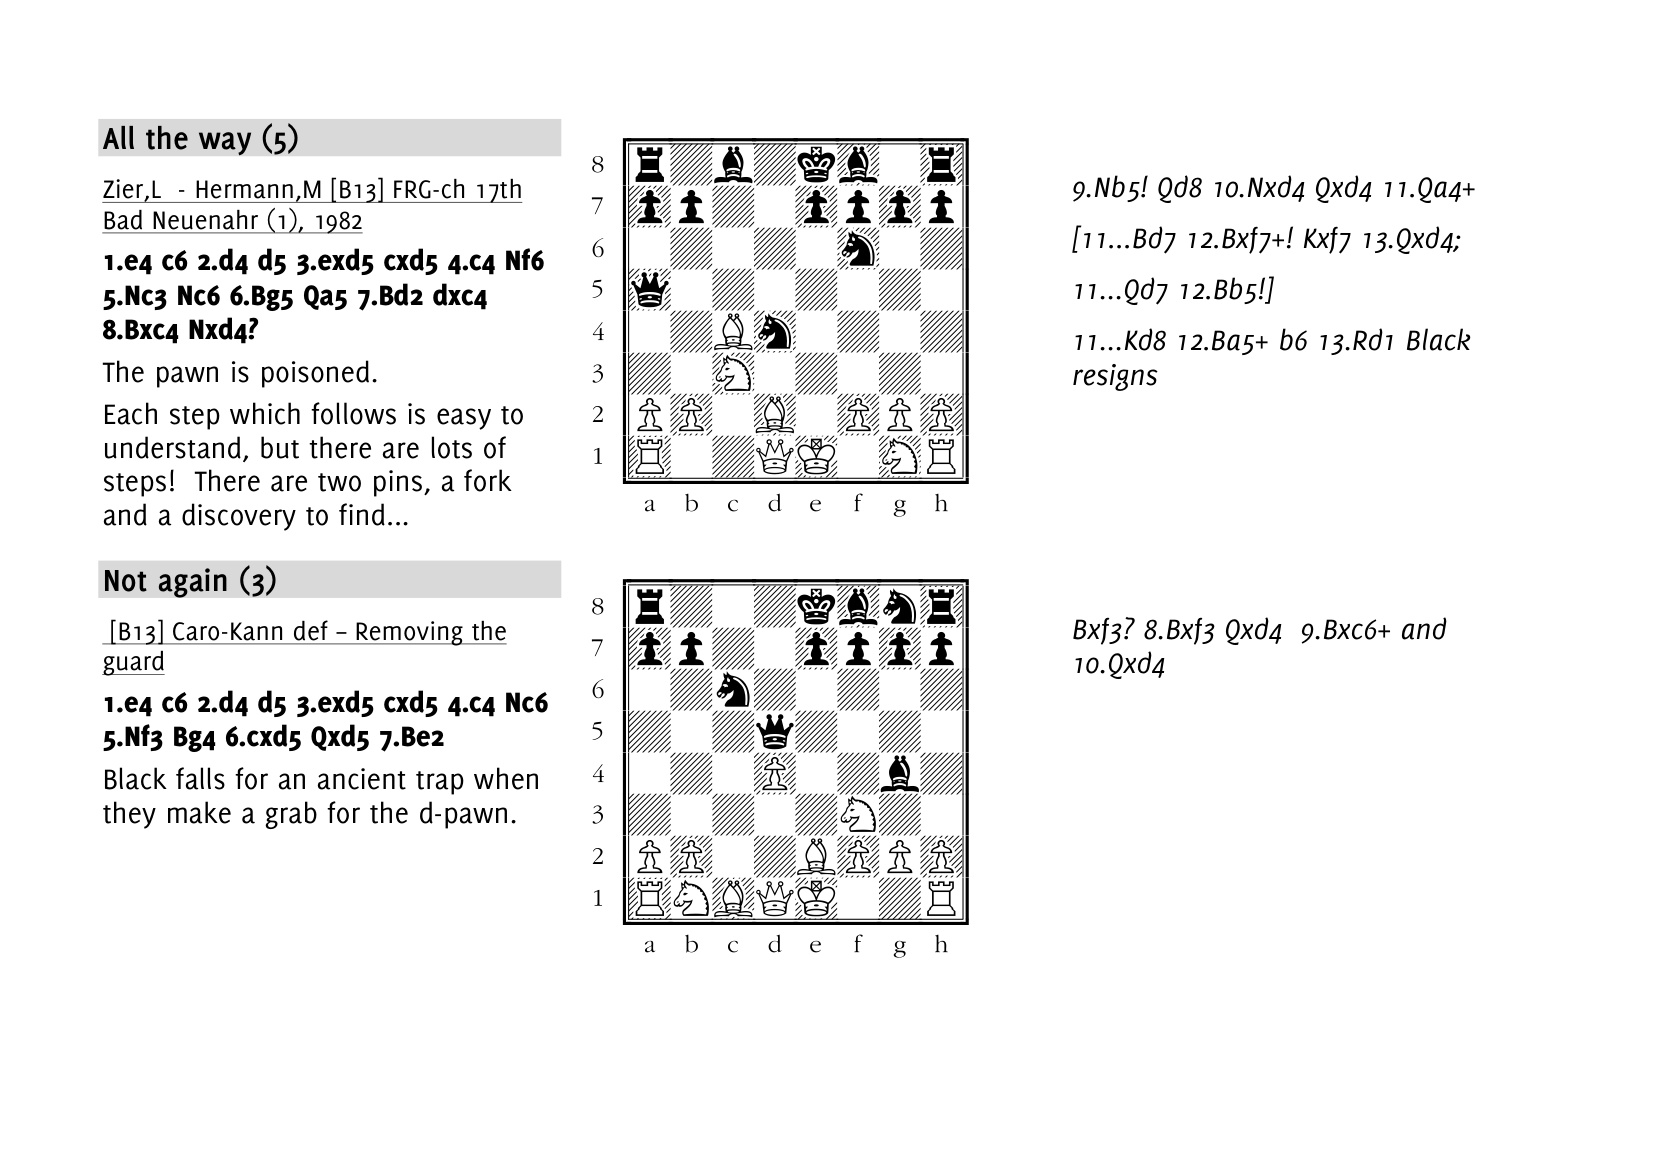 All the way (5)
Zier,L  - Hermann,M [B13] FRG-ch 17th
Bad Neuenahr (1), 1982
1.e4 c6 2.d4 d5 3.exd5 cxd5 4.c4 Nf6
5.Nc3 Nc6 6.Bg5 Qa5 7.Bd2 dxc4
8.Bxc4 Nxd4?
The pawn is poisoned.
Each step which follows is easy to
understand, but there are lots of
steps!  There are two pins, a fork
and a discovery to find...
8
7
6
5
4
3
2
1
a b c d e f g h
9.Nb5! Qd8 10.Nxd4 Qxd4 11.Qa4+
[11...Bd7 12.Bxf7+! Kxf7 13.Qxd4;
11...Qd7 12.Bb5!]
11...Kd8 12.Ba5+ b6 13.Rd1 Black
resigns
Not again (3)
[B13] Caro-Kann def – Removing the
guard
1.e4 c6 2.d4 d5 3.exd5 cxd5 4.c4 Nc6
5.Nf3 Bg4 6.cxd5 Qxd5 7.Be2
Black falls for an ancient trap when
they make a grab for the d-pawn.
8
7
6
5
4
3
2
1
a b c d e f g h
Bxf3? 8.Bxf3 Qxd4  9.Bxc6+ and
10.Qxd4